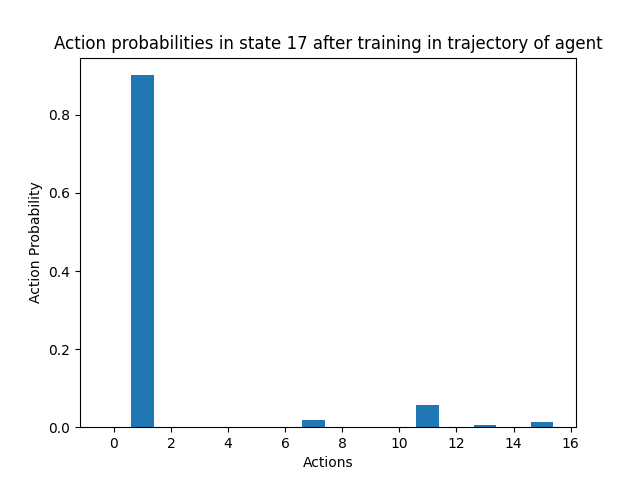 Action probabilities in state 17 after training in trajectory of agent
0.8
0.6
0.4
0.2
0.0
Action Probability
0 2 4 6 8 10 12 14 16
Actions